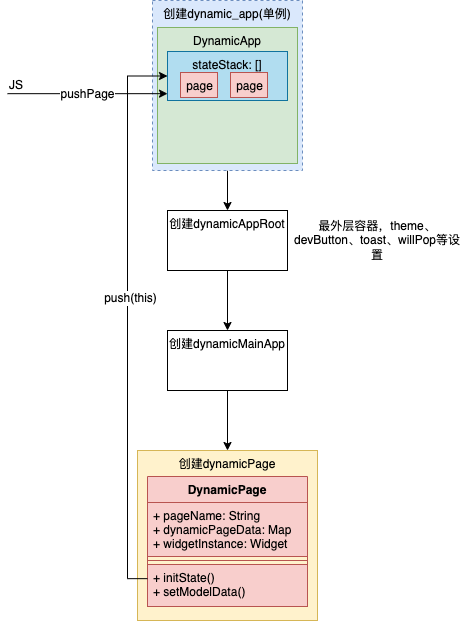 创建dynamic_app(单例)
DynamicApp
stateStack: []
page
page
JS
pushPage
创建dynamicAppRoot
最外层容器，theme、
devButton、toast、willPop等设
置
push(this)
创建dynamicMainApp
创建dynamicPage
DynamicPage
+ pageName: String
+ dynamicPageData: Map
+ widgetInstance: Widget
+ initState()
+ setModelData()